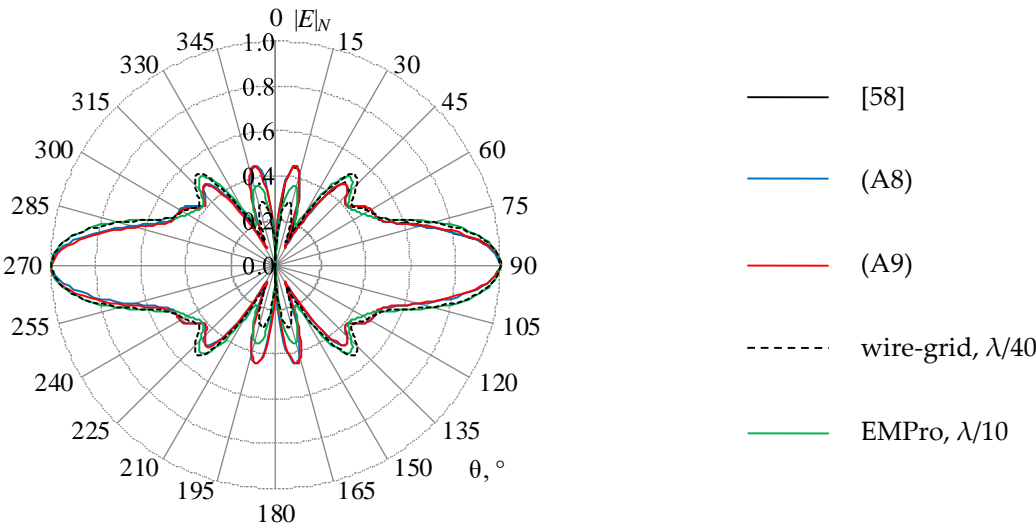 0 |E|N
345 1.0 15
330 0.8 30
315 45
0.6
300 60
0.4
285 0.2 75
270 0.0 90
255 105
240 120
225 135
210 150
195 165 θ, °
180
[58]
(A8)
(A9)
wire-grid, λ/40
EMPro, λ/10